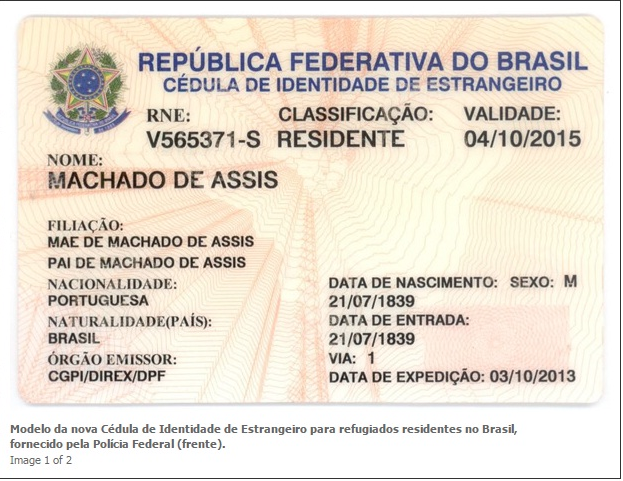 REPÚBLICA FEDERATIVA DO BRASIL
CÉDULA DE IDENTIDADE DE ESTRANGEIRO
RNE: CLASSIFICAÇÃO: VALIDADE:
V565371-S RESIDENTE 04/10/2015
NOME:
MACHADO DE ASSIS
FILIAÇÃO:
MAE DE MACHADO DE ASSIS
PAI DE MACHADO DE ASSIS
NACIONALIDADE:
PORTUGUESA
NATURALIDADE(PAÍS):
BRASIL
ÓRGÃO EMISSOR:
CGPI/DIREX/DPF
DATA DE NASCIMENTO: SEXO: M
21/07/1839
DATA DE ENTRADA:
21/07/1839
VIA: 1
DATA DE EXPEDIÇÃO: 03/10/2013
Modelo da nova Cédula de Identidade de Estrangeiro para refugiados residentes no Brasil,
fornecido pela Polícia Federal (frente).
Image 1 of 2